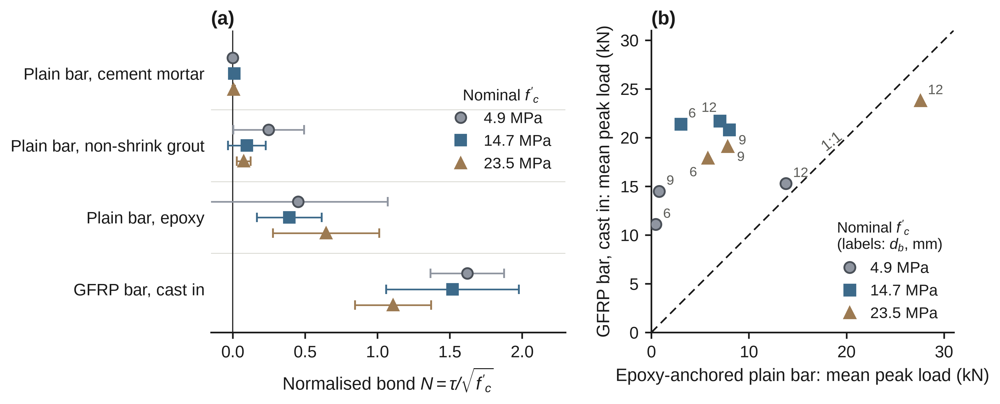 (a)
Plain bar, cement mortar
Plain bar, non-shrink grout
Plain bar, epoxy
GFRP bar, cast in
Nominal f′c
4.9 MPa
14.7 MPa
23.5 MPa
0.0 0.5 1.0 1.5 2.0
Normalised bond N = τ/√f′c
(b)
GFRP bar, cast in: mean peak load (kN)
30
25
20
15
10
5
0
12
6 12
9
1:1
9
6
12
9
6
Nominal f′c
(labels: db, mm)
4.9 MPa
14.7 MPa
23.5 MPa
0 10 20 30
Epoxy-anchored plain bar: mean peak load (kN)